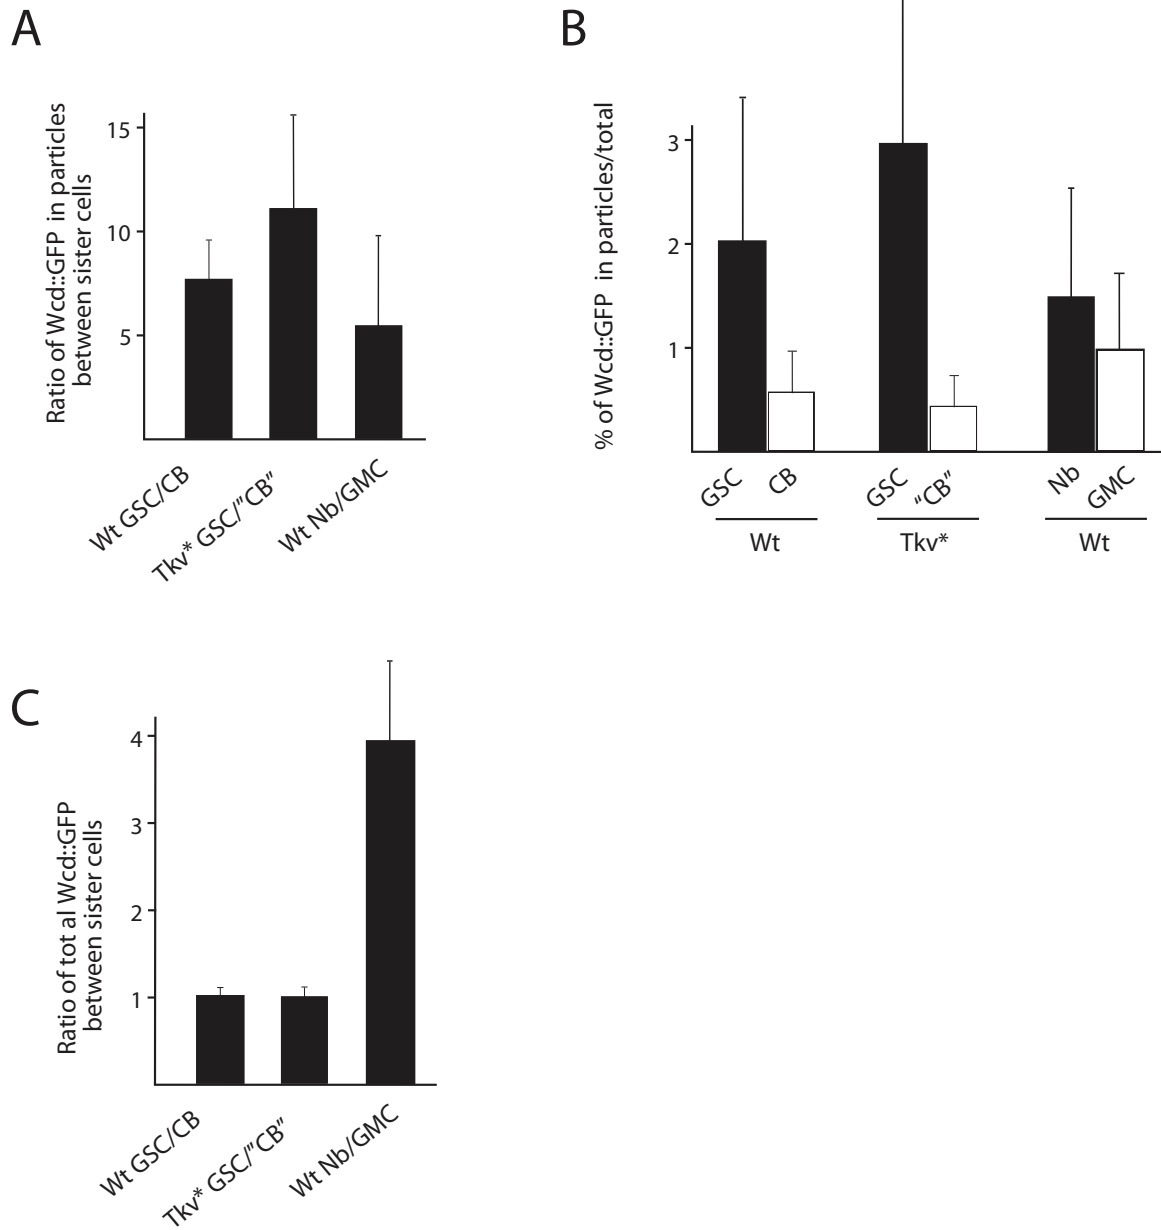 A
Ratio of Wcd::GFP in particles
between sister cells
15
10
5
Wt GSC/CB
Tkv* GSC/"CB"
Wt Nb/GMC
B
% of Wcd::GFP in particles/total
3
2
1
GSC
CB
GSC
“CB”
Nb
GMC
Wt
Tkv*
Wt
C
Ratio of tot al Wcd::GFP
between sister cells
4
3
2
1
Wt GSC/CB
Tkv* GSC/"CB"
Wt Nb/GMC